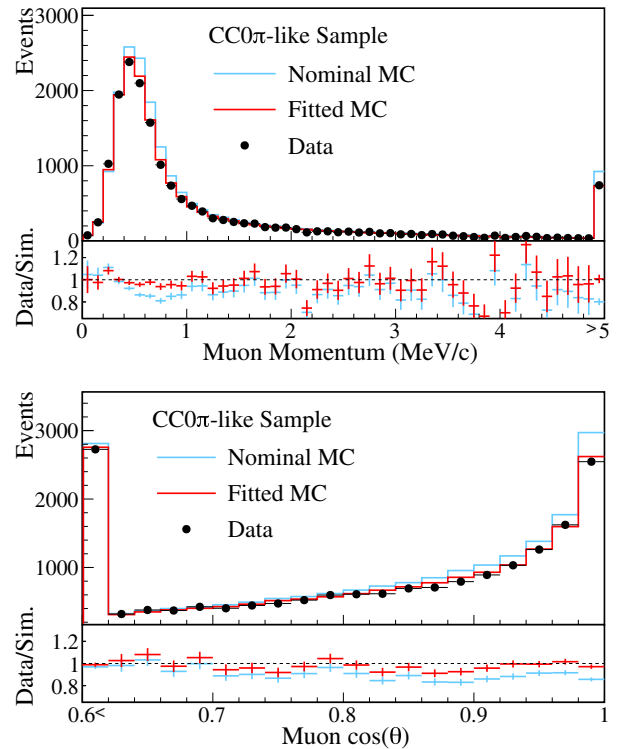 3000
2000
1000
0
Events
CC0π-like Sample
Nominal MC
Fitted MC
Data
1.2
1
0.8
Data/Sim.
0 1 2 3 4 >5
Muon Momentum (MeV/c)
3000
2000
1000
Events
CC0π-like Sample
Nominal MC
Fitted MC
Data
1.2
1
0.8
Data/Sim.
0.6< 0.7 0.8 0.9 1
Muon cos(θ)